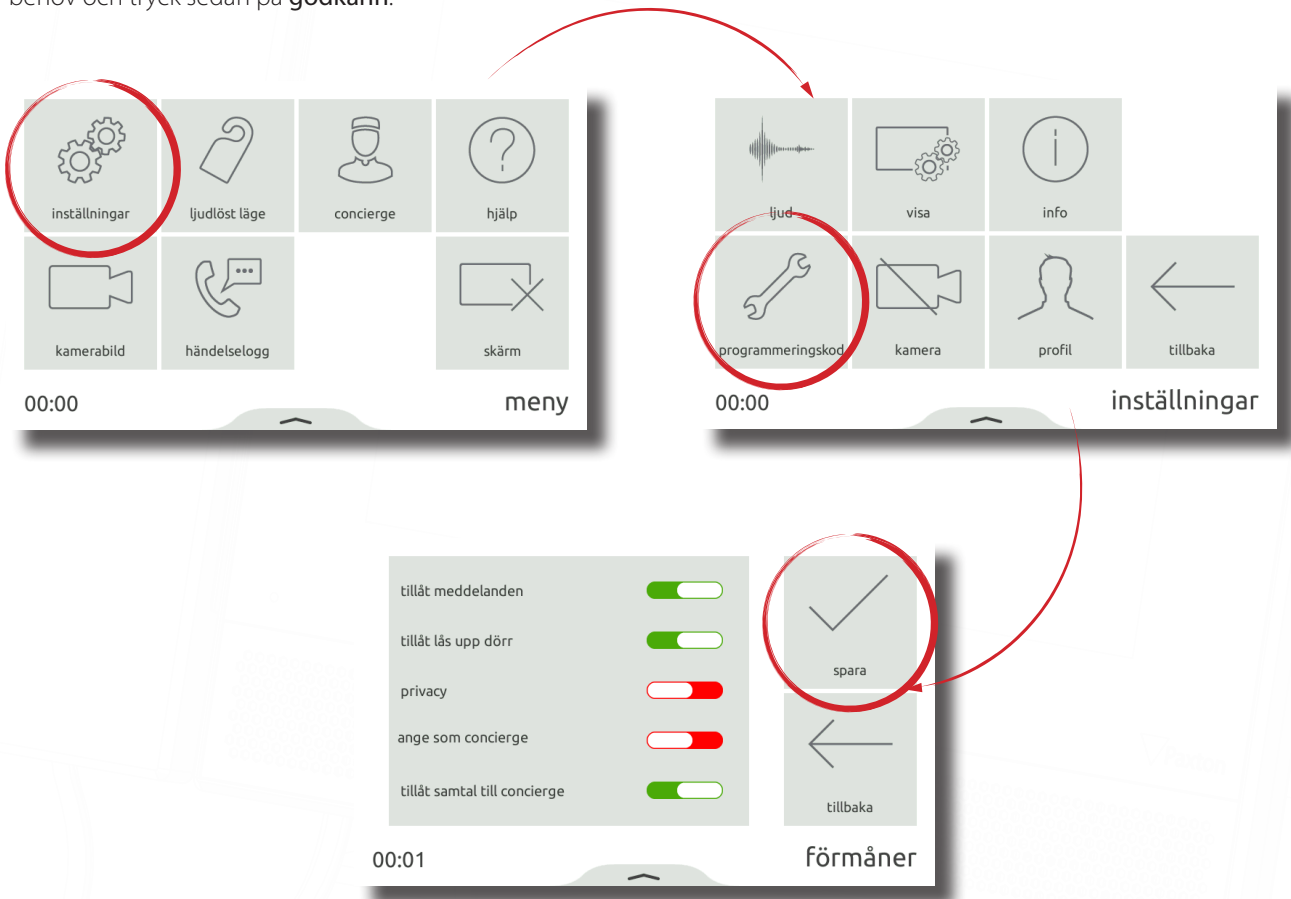 behov och tryck sedan på godkänn.
inställningar
ljudlöst läge
concierge
hjälp
kamerabild
händelselogg
skärm
00:00
meny
ljud
visa
info
programmeringskod
kamera
profil
tillbaka
00:00
inställningar
tillåt meddelanden
tillåt lås upp dörr
privacy
ange som concierge
tillåt samtal till concierge
spara
tillbaka
00:01
förmåner